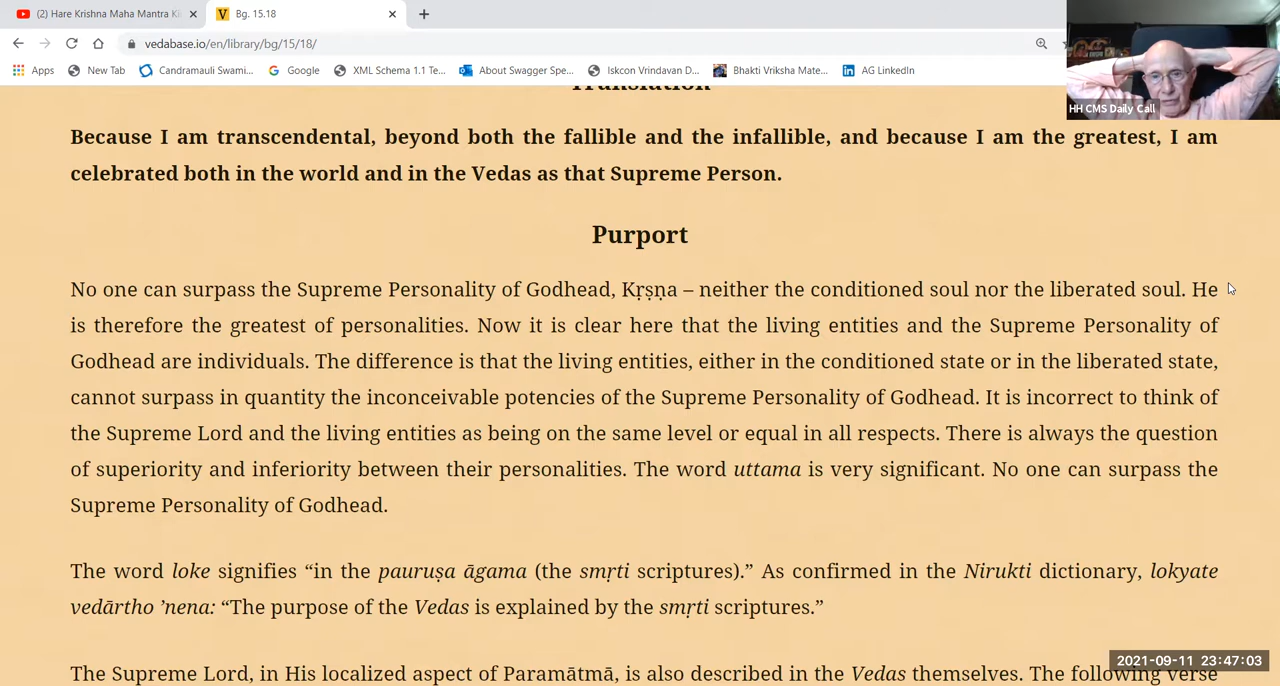 (2) Hare Krishna Maha Mantra Ki
Bg. 15.18
vedabase.io/en/library/bg/15/18/
Apps
New Tab
Candramauli Swami...
Google
XML Schema 1.1 Te...
About Swagger Spe...
Iskcon Vrindavan D...
Bhakti Vriksha Mate...
AG LinkedIn
HH CMS Daily Call
Translation
Because I am transcendental, beyond both the fallible and the infallible, and because I am the greatest, I am
celebrated both in the world and in the Vedas as that Supreme Person.
Purport
No one can surpass the Supreme Personality of Godhead, Kṛṣṇa – neither the conditioned soul nor the liberated soul. He
is therefore the greatest of personalities. Now it is clear here that the living entities and the Supreme Personality of
Godhead are individuals. The difference is that the living entities, either in the conditioned state or in the liberated state,
cannot surpass in quantity the inconceivable potencies of the Supreme Personality of Godhead. It is incorrect to think of
the Supreme Lord and the living entities as being on the same level or equal in all respects. There is always the question
of superiority and inferiority between their personalities. The word uttama is very significant. No one can surpass the
Supreme Personality of Godhead.
The word loke signifies “in the pauruṣa āgama (the smṛti scriptures).” As confirmed in the Nirukti dictionary, lokyate
vedārtho ’nena: “The purpose of the Vedas is explained by the smṛti scriptures.”
The Supreme Lord, in His localized aspect of Paramātmā, is also described in the Vedas themselves. The following verse
2021-09-11 23:47:03